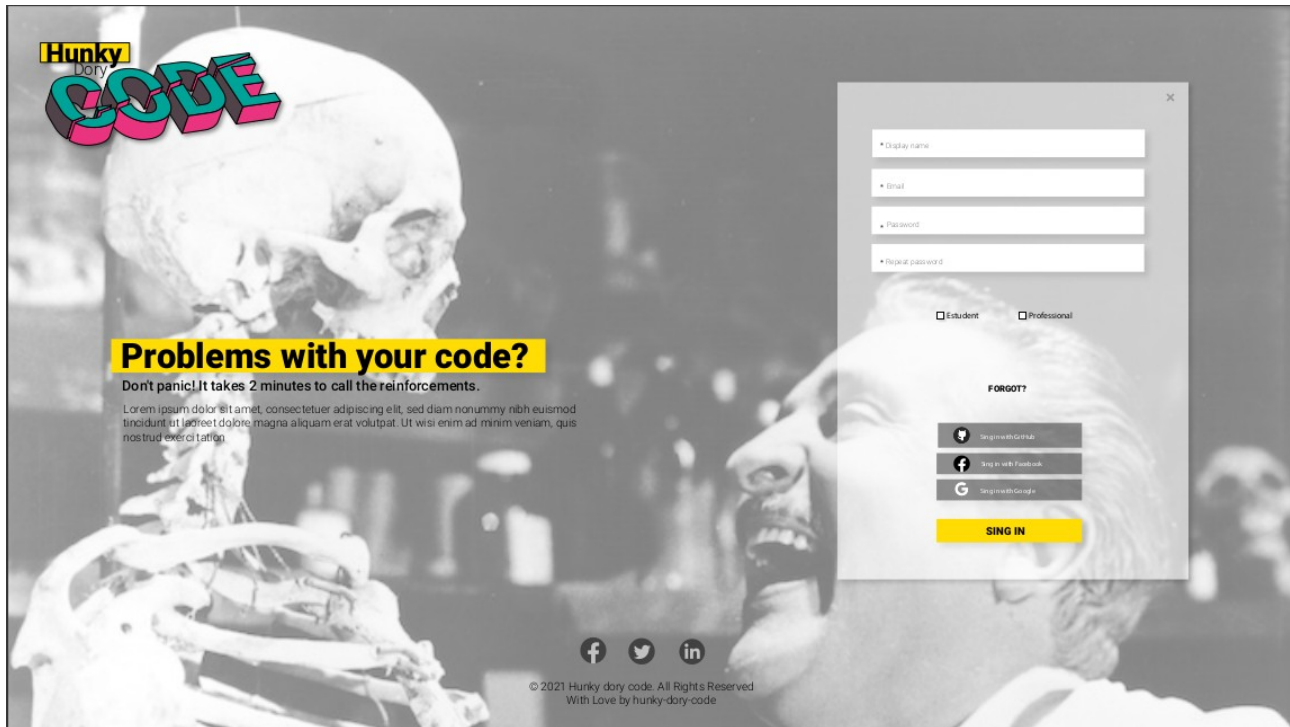 Hunky
Dory
CODE
* Display name
* Email
* Password
* Repeat password
Estudent
Professional
Problems with your code?
Don't panic! It takes 2 minutes to call the reinforcements.
Lorem ipsum dolor sit amet, consectetuer adipiscing elit, sed diam nonummy nibh euismod
tincidunt ut laoreet dolore magna aliquam erat volutpat. Ut wisi enim ad minim veniam, quis
nostrud exerci tation
FORGOT?
Sing in with GitHub
Sing in with Facebook
Sing in with Google
SING IN
© 2021 Hunky dory code. All Rights Reserved
With Love by hunky-dory-code